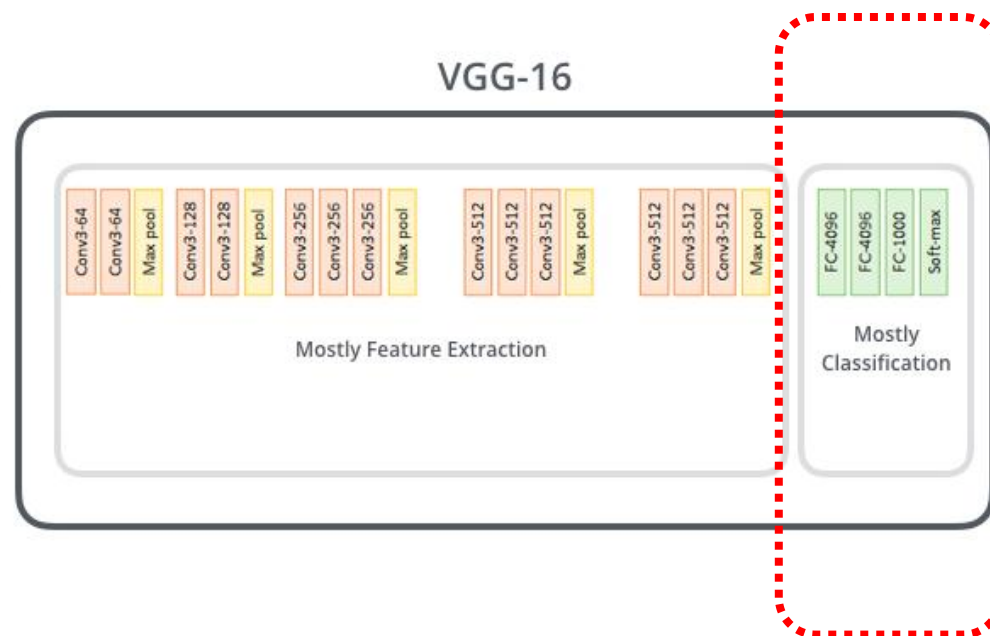 VGG-16
Conv3-64
Conv3-64
Max pool
Conv3-128
Conv3-128
Max pool
Conv3-256
Conv3-256
Conv3-256
Max pool
Conv3-512
Conv3-512
Conv3-512
Max pool
Conv3-512
Conv3-512
Conv3-512
Max pool
FC-4096
FC-4096
FC-1000
Soft-max
Mostly Feature Extraction
Mostly
Classification